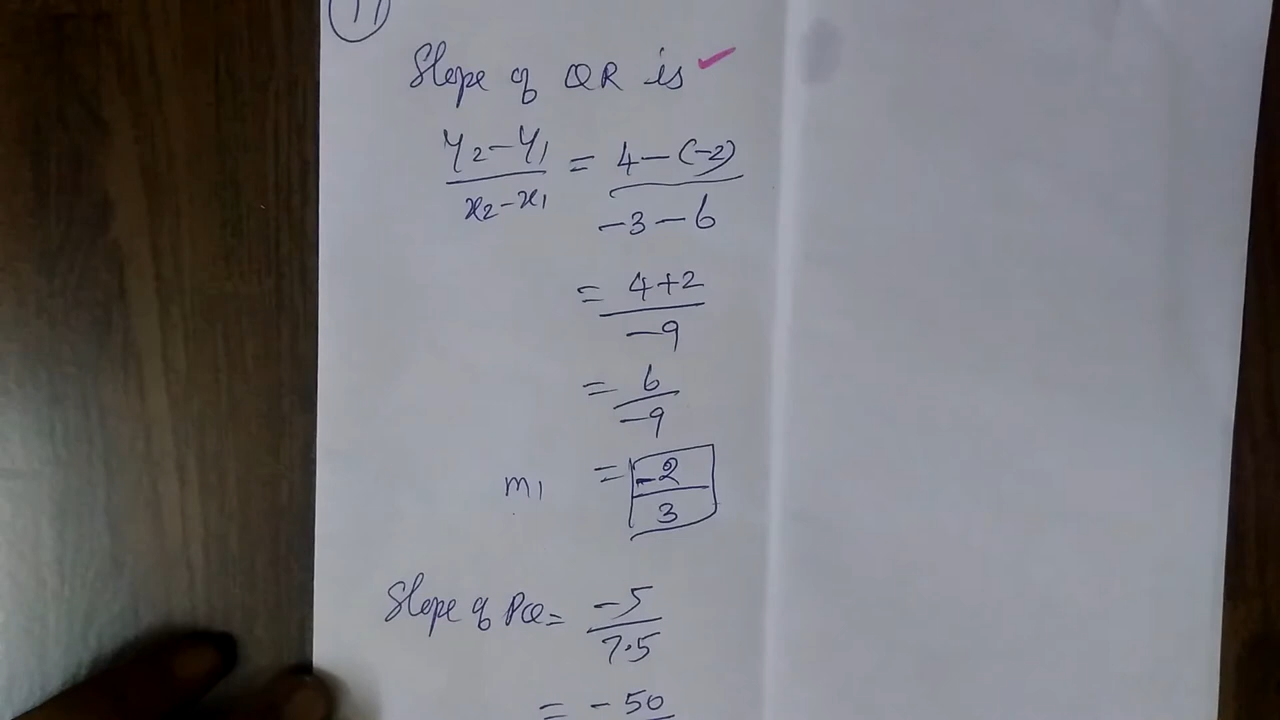 11
Slope of QR is ✓
y2-y1/x2-x1 = 4-(-2)/-3-6
= 4+2/-9
= 6/-9
m1 = -2/3
Slope of PQ = -5/7.5
= -50